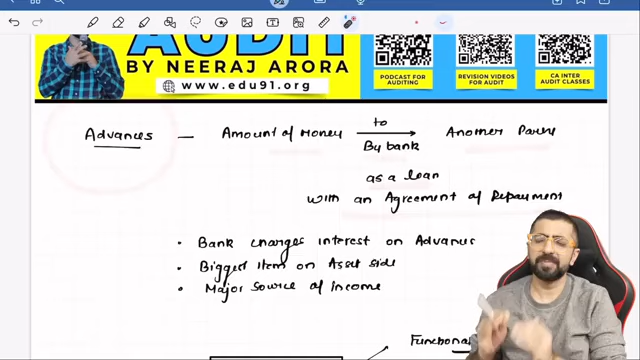 AUDIT
BY NEERAJ ARORA
www.edu91.org
PODCAST FOR AUDITING
REVISION VIDEOS FOR AUDIT
CA INTER AUDIT CLASSES
Advances — Amount of Money to By bank Another Party
as a loan
with an Agreement of Repayment
• Bank charges interest on Advances
• Biggest item on Asset side
• Major Source of income